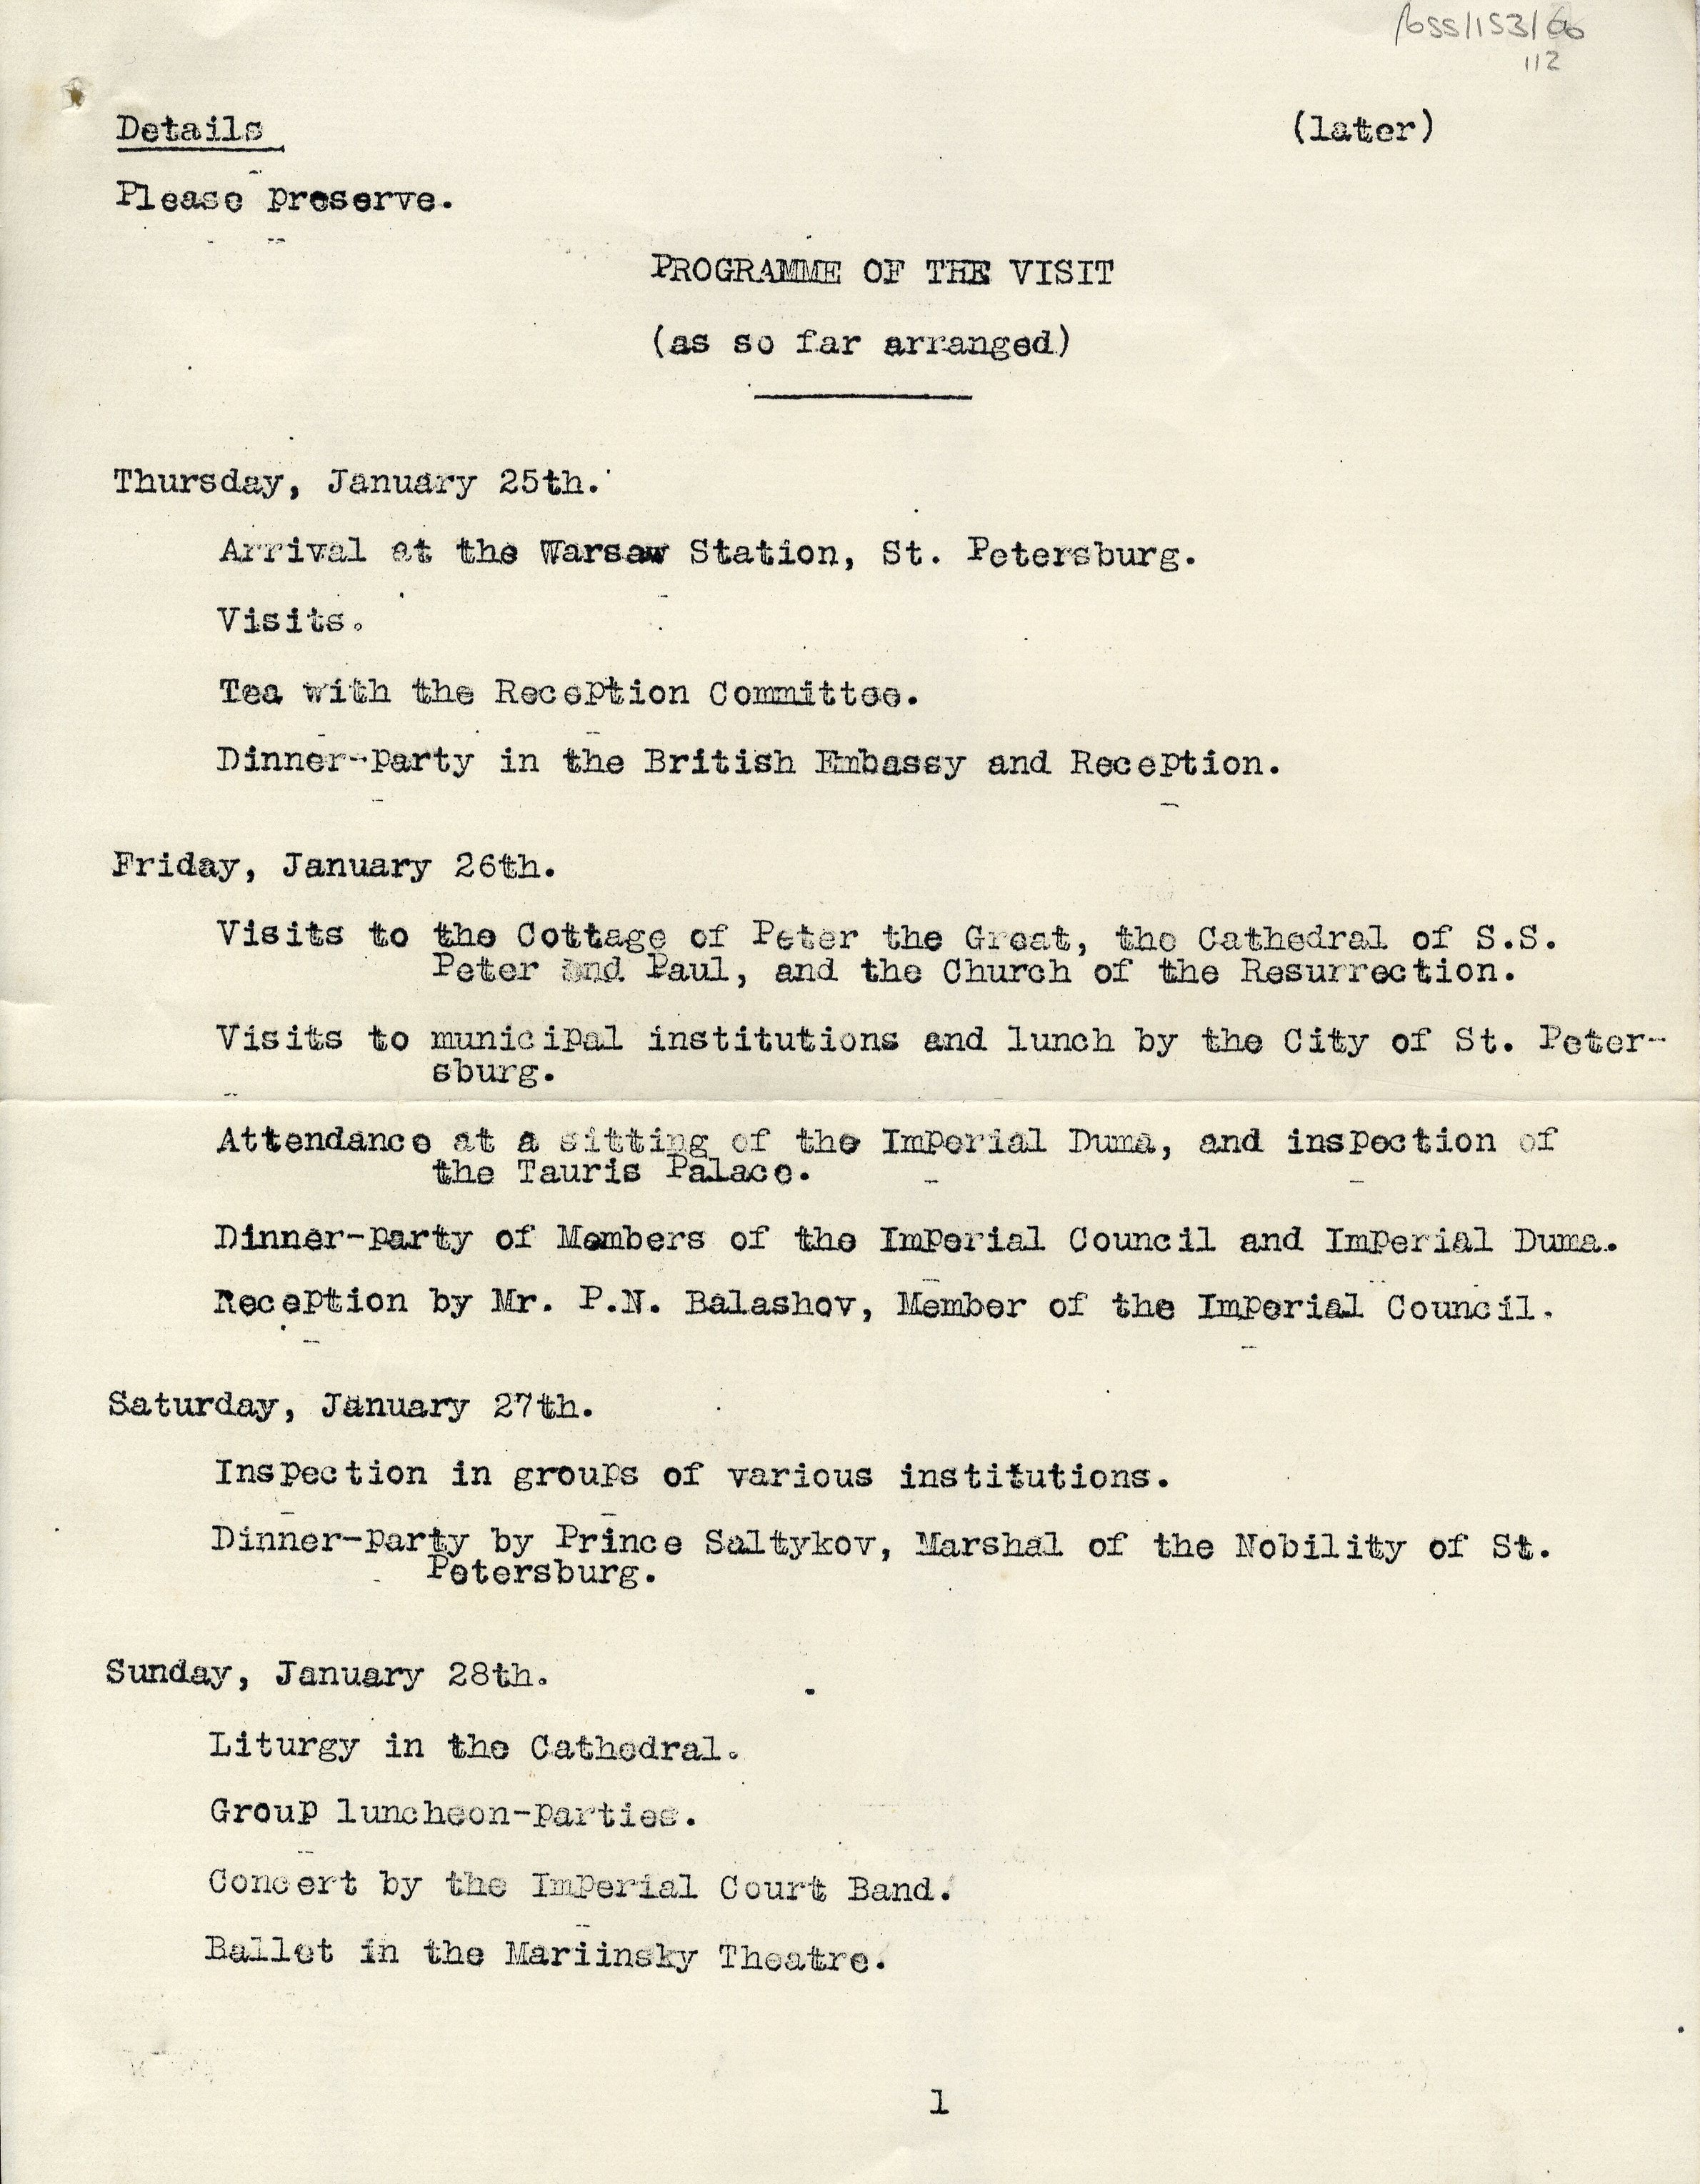 /653/153/66
112
Details (later)
Please preserve.
PROGRAMME OF THE VISIT
(as so far arranged)
Thursday, January 25th.
Arrival at the Warsaw Station, St. Petersburg.
Visits.
Tea with the Reception Committee.
Dinner-party in the British Embassy and Reception.
Friday, January 26th.
Visits to the Cottage of Peter the Great, the Cathedral of S.S.
Peter and Paul, and the Church of the Resurrection.
Visits to municipal institutions and lunch by the City of St. Peter-
sburg.
Attendance at a sitting of the Imperial Duma, and inspection of
the Tauris Palace.
Dinner-party of Members of the Imperial Council and Imperial Duma.
Reception by Mr. P.N. Balashov, Member of the Imperial Council.
Saturday, January 27th.
Inspection in groups of various institutions.
Dinner-party by Prince Saltykov, Marshal of the Nobility of St.
Petersburg.
Sunday, January 28th.
Liturgy in the Cathedral.
Group luncheon-parties.
Concert by the Imperial Court Band.
Ballet in the Mariinsky Theatre.
1